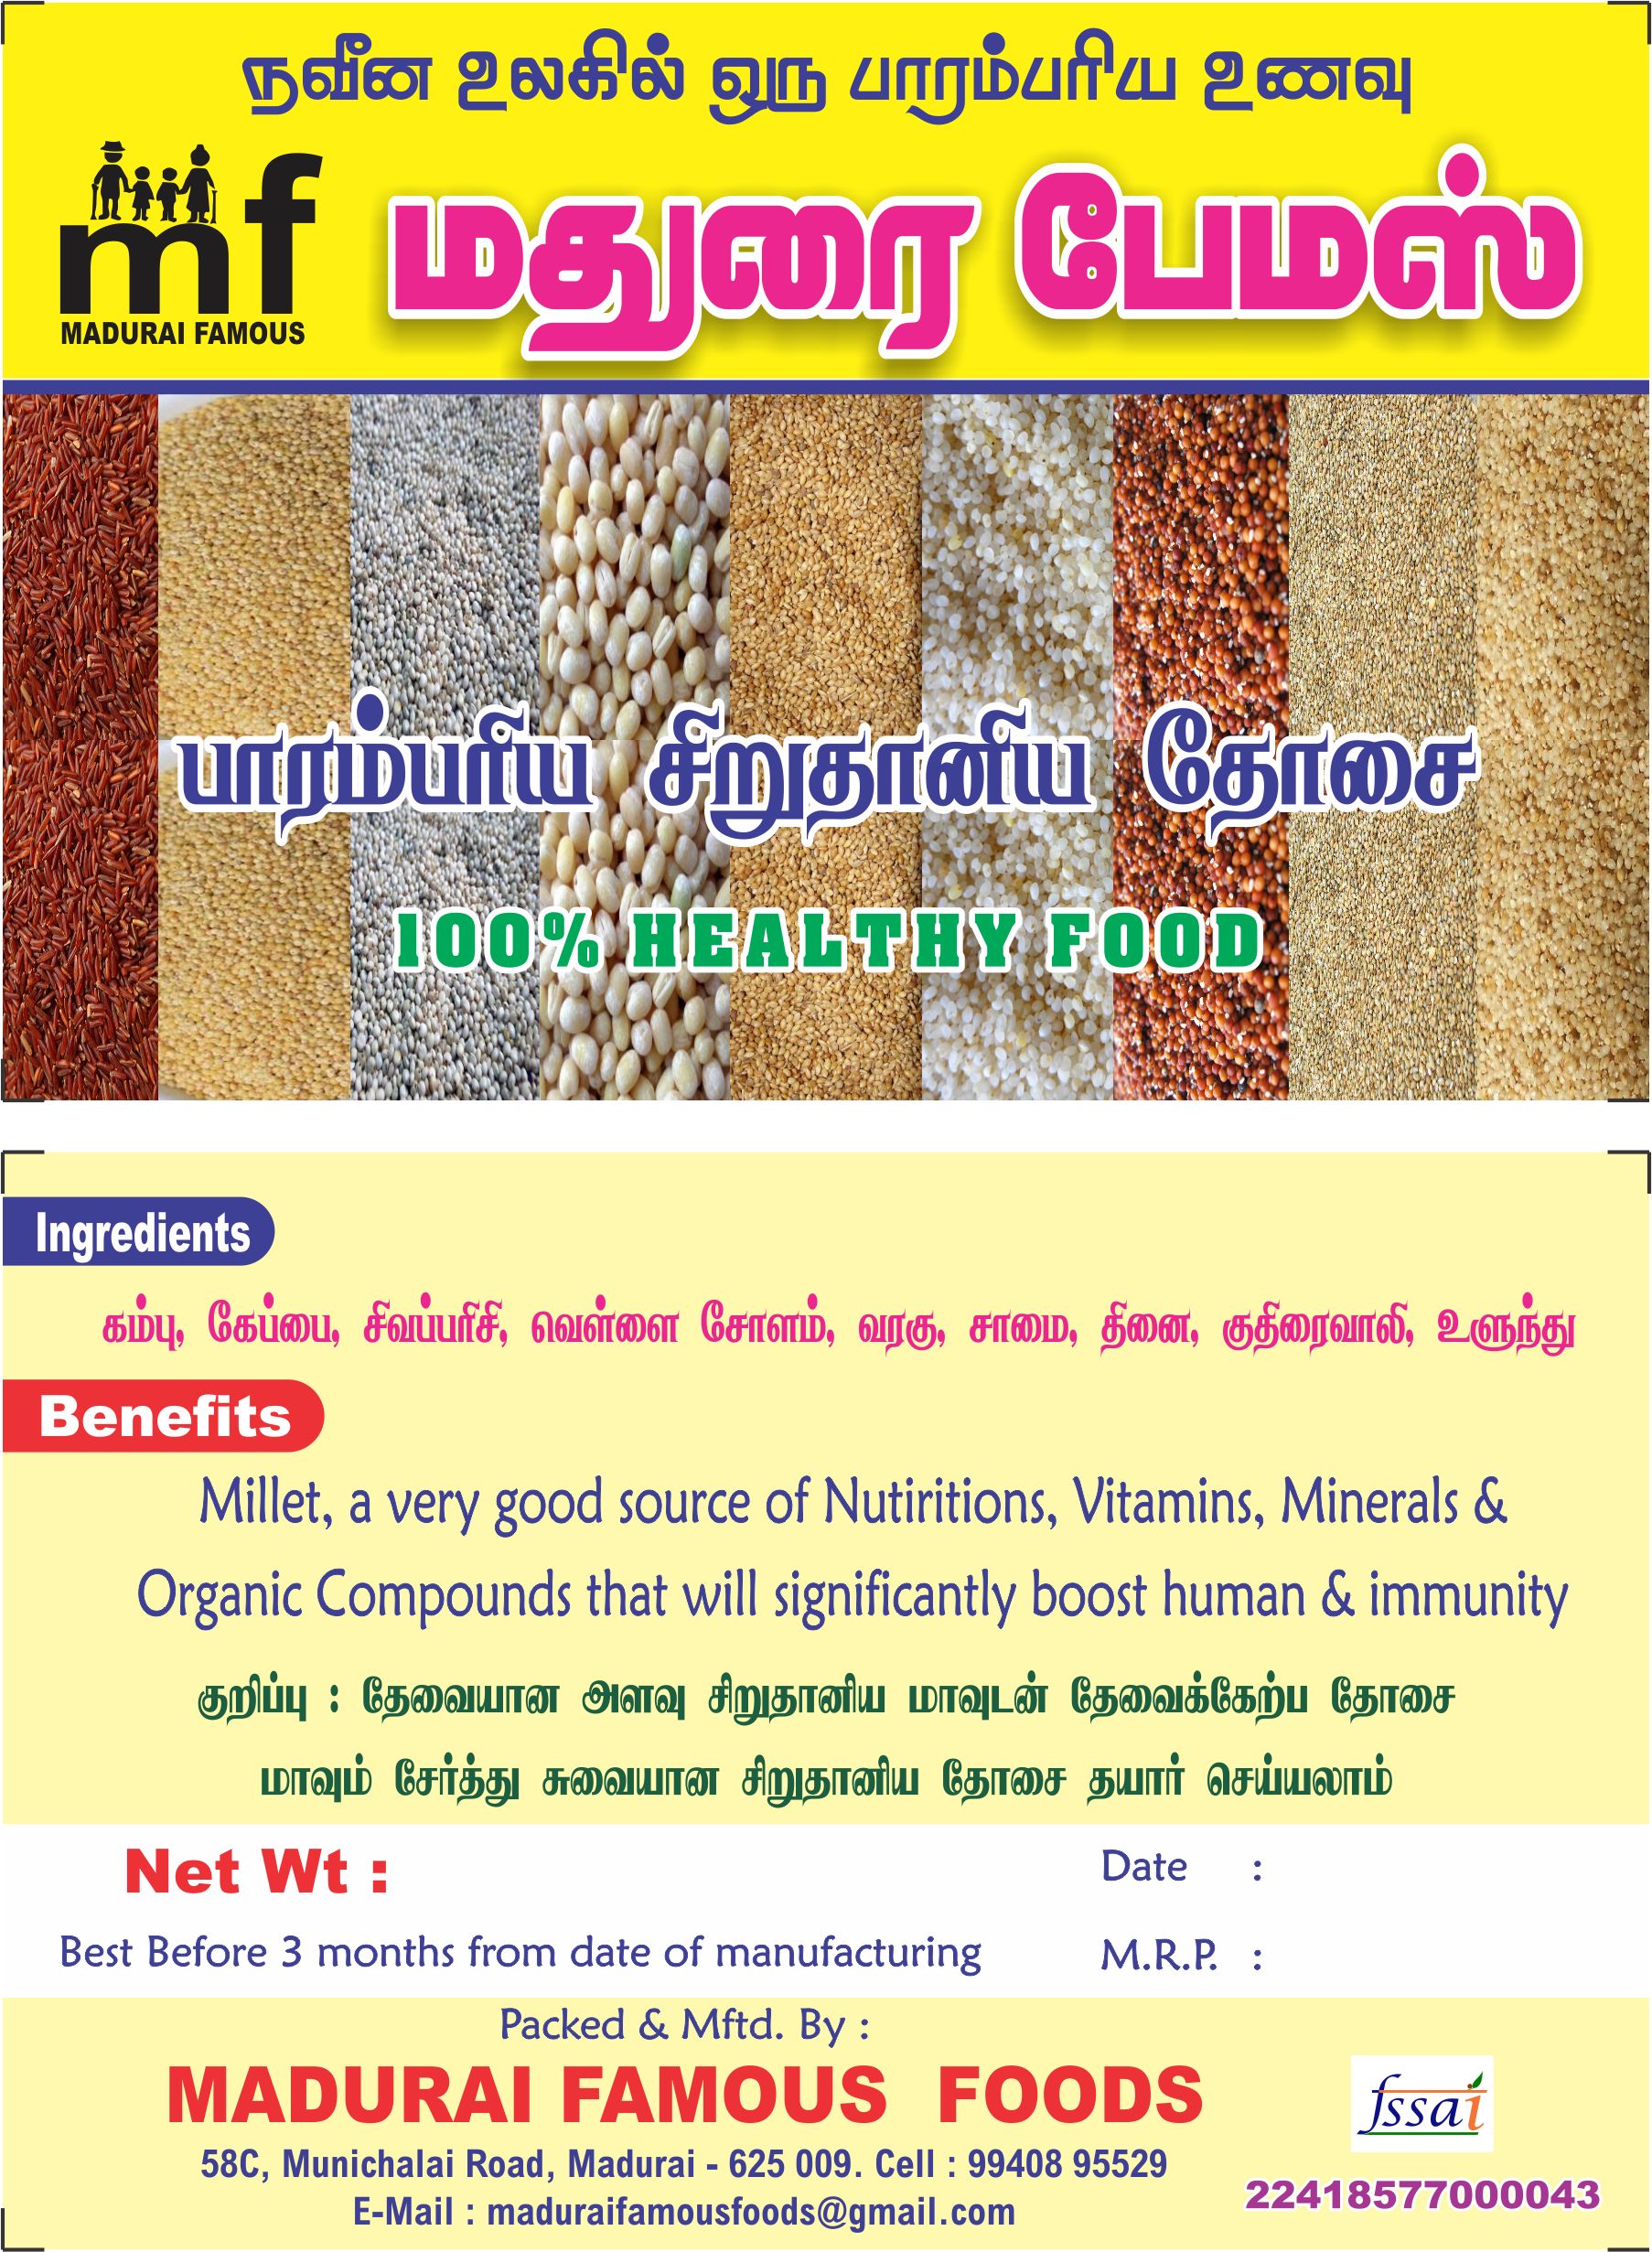 நவீன உலகில் ஒரு பாரம்பரிய உணவு
mf
MADURAI FAMOUS
மதுரை பேமஸ்
பாரம்பரிய சிறுதானிய தோசை
100% HEALTHY FOOD
Ingredients
கம்பு, கேப்பை, சிவப்பரிசி, வெள்ளை சோளம், வரகு, சாமை, தினை, குதிரைவாலி, உளுந்து
Benefits
Millet, a very good source of Nutiritions, Vitamins, Minerals &
Organic Compounds that will significantly boost human & immunity
குறிப்பு : தேவையான அளவு சிறுதானிய மாவுடன் தேவைக்கேற்ப தோசை
மாவும் சேர்த்து சுவையான சிறுதானிய தோசை தயார் செய்யலாம்
Net Wt :
Date :
Best Before 3 months from date of manufacturing
M.R.P. :
Packed & Mftd. By :
MADURAI FAMOUS FOODS
58C, Munichalai Road, Madurai - 625 009. Cell : 99408 95529
E-Mail : maduraifamousfoods@gmail.com
fssai
22418577000043